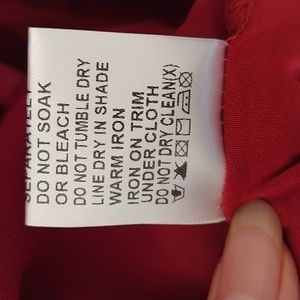 SEPARATELY
DO NOT SOAK
OR BLEACH
DO NOT TUMBLE DRY
LINE DRY IN SHADE
WARM IRON
IRON ON TRIM
UNDER CLOTH
DO NOT DRY CLEAN(X)